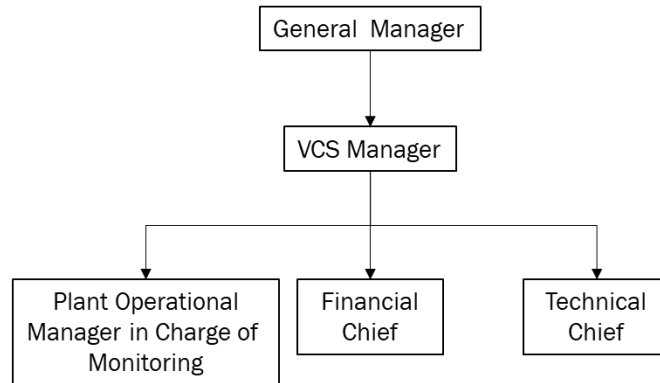 General Manager
VCS Manager
Plant Operational
Manager in Charge of
Monitoring
Financial
Chief
Technical
Chief